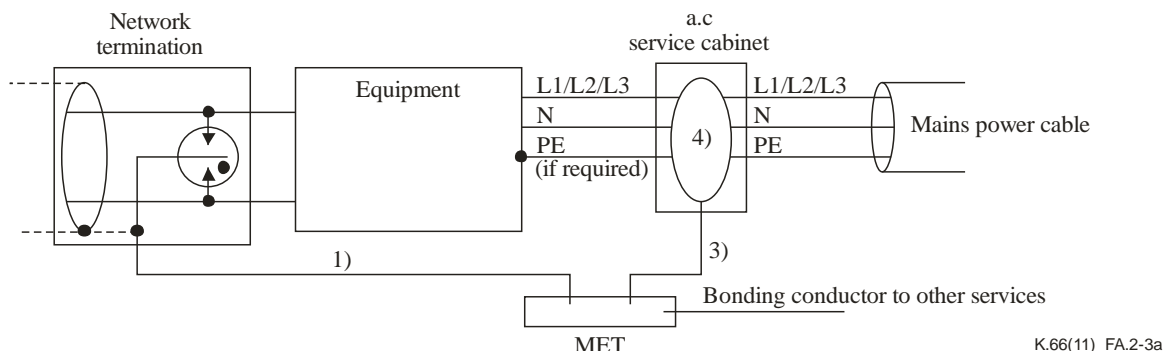 Network
termination
a.c
service cabinet
Equipment
L1/L2/L3
L1/L2/L3
N
N
4)
Mains power cable
PE
PE
(if required)
1)
3)
Bonding conductor to other services
MET
K.66(11)_FA.2-3a